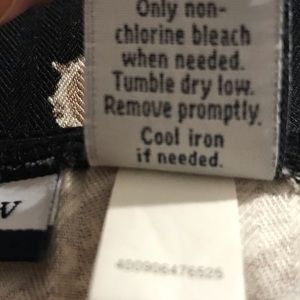 Only non-
chlorine bleach
when needed.
Tumble dry low.
Remove promptly.
Cool iron
if needed.
400906476525